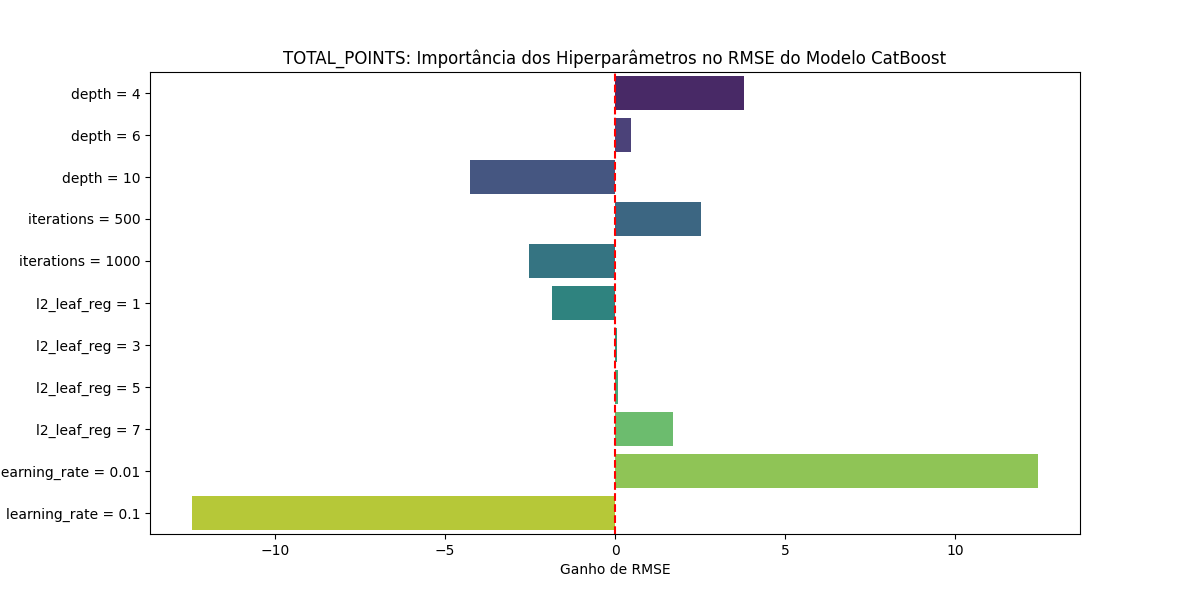 TOTAL_POINTS: Importância dos Hiperparâmetros no RMSE do Modelo CatBoost
depth = 4
depth = 6
depth = 10
iterations = 500
iterations = 1000
l2_leaf_reg = 1
l2_leaf_reg = 3
l2_leaf_reg = 5
l2_leaf_reg = 7
earning_rate = 0.01
learning_rate = 0.1
−10 −5 0 5 10
Ganho de RMSE